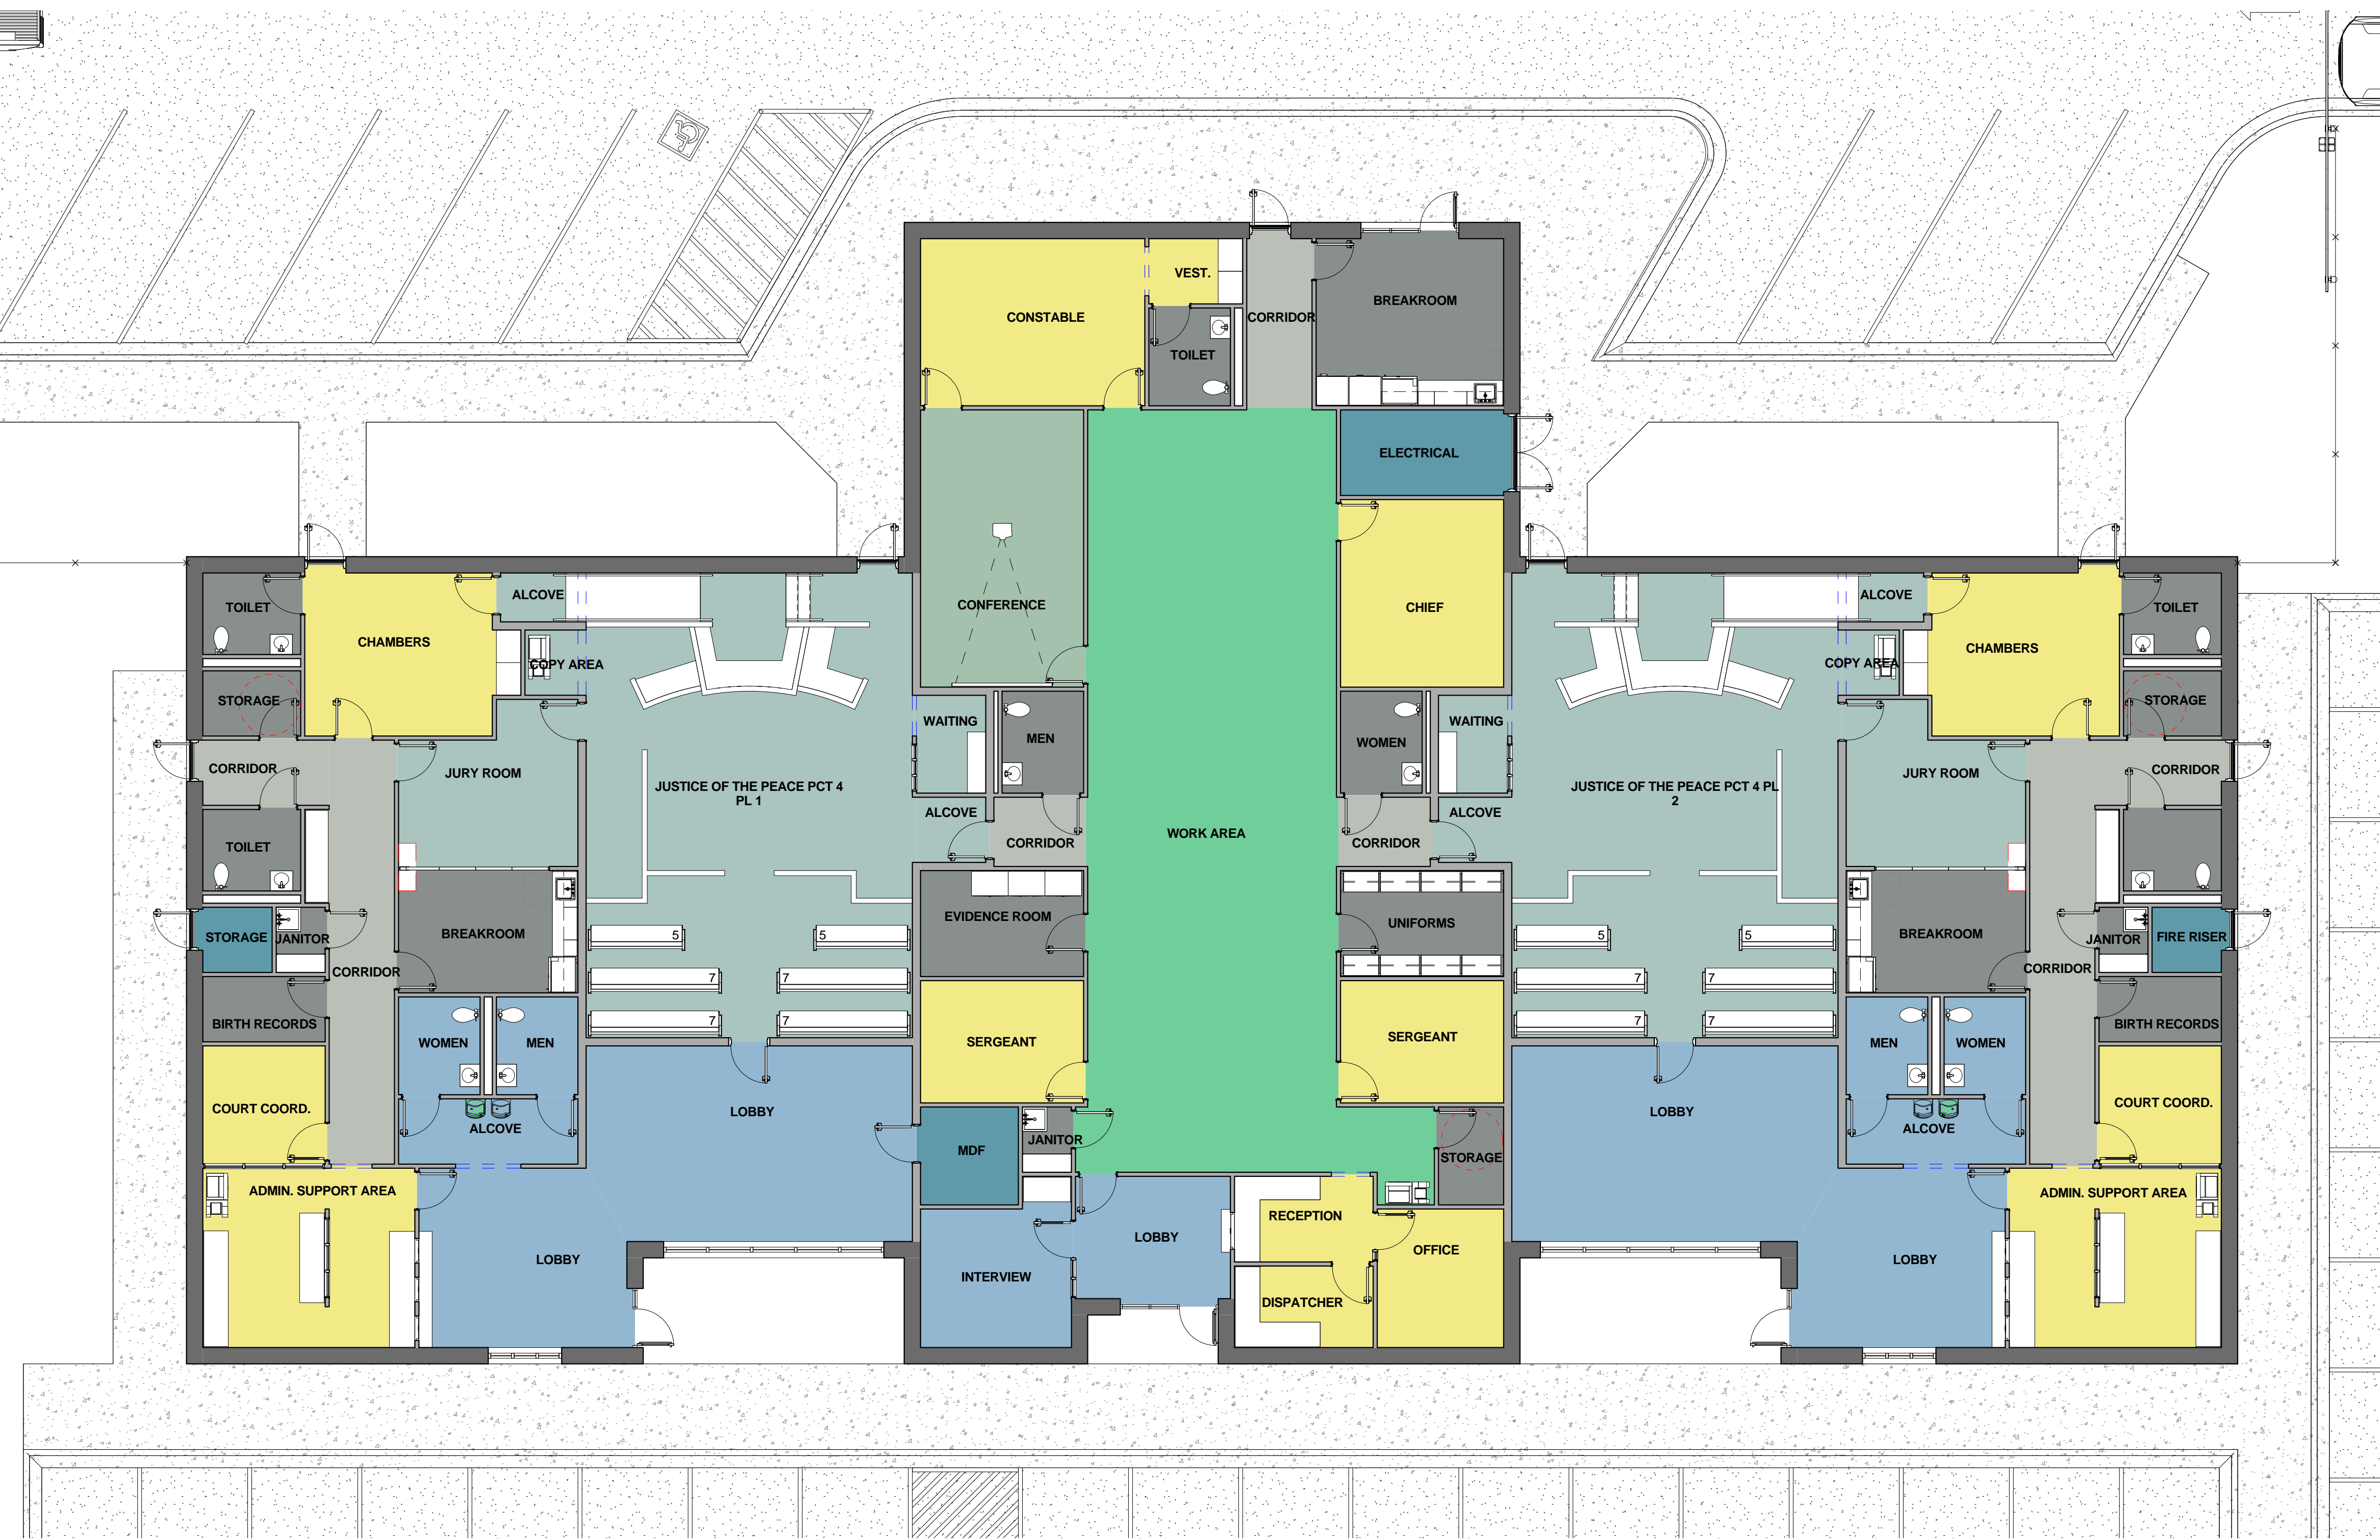 VEST.
BREAKROOM
CONSTABLE
CORRIDOR
TOILET
ELECTRICAL
TOILET
ALCOVE
CONFERENCE
CHIEF
ALCOVE
TOILET
CHAMBERS
CHAMBERS
COPY AREA
COPY AREA
STORAGE
STORAGE
WAITING
WAITING
MEN
WOMEN
CORRIDOR
JURY ROOM
JURY ROOM
CORRIDOR
JUSTICE OF THE PEACE PCT 4
PL 1
JUSTICE OF THE PEACE PCT 4 PL
2
ALCOVE
ALCOVE
WORK AREA
CORRIDOR
CORRIDOR
TOILET
EVIDENCE ROOM
UNIFORMS
STORAGE
JANITOR
BREAKROOM
5
5
5
5
BREAKROOM
JANITOR
FIRE RISER
CORRIDOR
CORRIDOR
7
7
7
7
BIRTH RECORDS
7
7
7
7
BIRTH RECORDS
WOMEN
MEN
SERGEANT
SERGEANT
MEN
WOMEN
COURT COORD.
LOBBY
LOBBY
COURT COORD.
ALCOVE
ALCOVE
JANITOR
MDF
STORAGE
ADMIN. SUPPORT AREA
ADMIN. SUPPORT AREA
RECEPTION
LOBBY
OFFICE
LOBBY
LOBBY
INTERVIEW
DISPATCHER